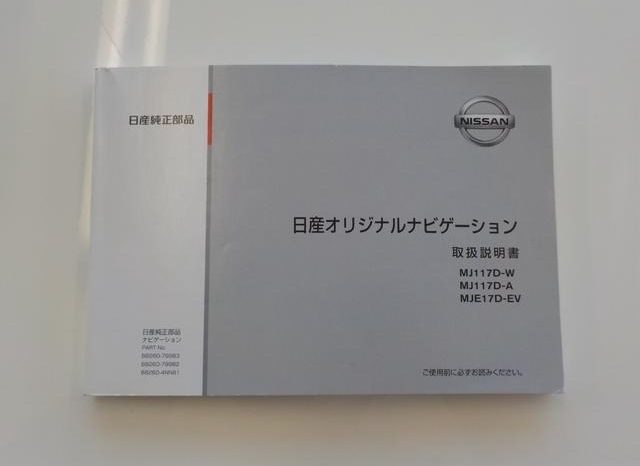 日産純正部品
NISSAN
日産オリジナルナビゲーション
取扱説明書
MJ117D-W
MJ117D-A
MJE17D-EV
日産純正部品
ナビゲーション
PART No.
ご使用前に必ずお読みください。